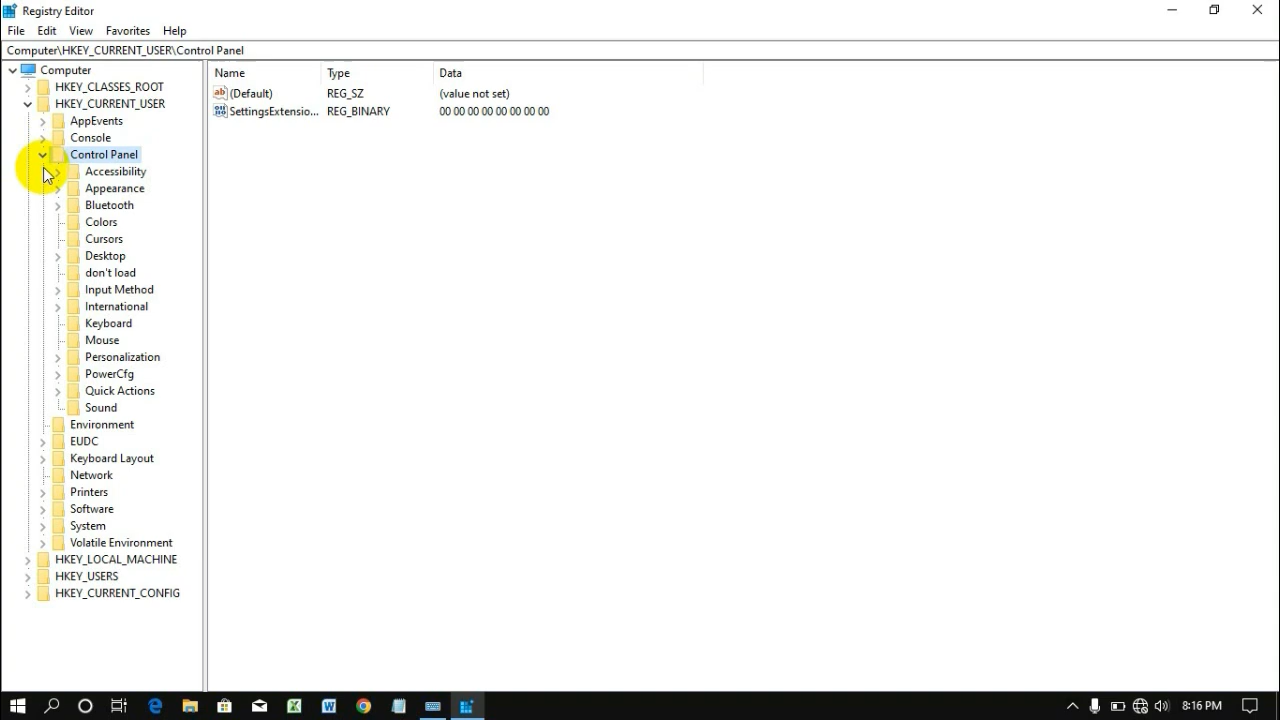 Registry Editor
File Edit View Favorites Help
Computer\HKEY_CURRENT_USER\Control Panel
Computer
HKEY_CLASSES_ROOT
HKEY_CURRENT_USER
AppEvents
Console
Control Panel
Accessibility
Appearance
Bluetooth
Colors
Cursors
Desktop
don't load
Input Method
International
Keyboard
Mouse
Personalization
PowerCfg
Quick Actions
Sound
Environment
EUDC
Keyboard Layout
Network
Printers
Software
System
Volatile Environment
HKEY_LOCAL_MACHINE
HKEY_USERS
HKEY_CURRENT_CONFIG
Name Type Data
(Default) REG_SZ (value not set)
SettingsExtensio... REG_BINARY 00 00 00 00 00 00 00 00
8:16 PM